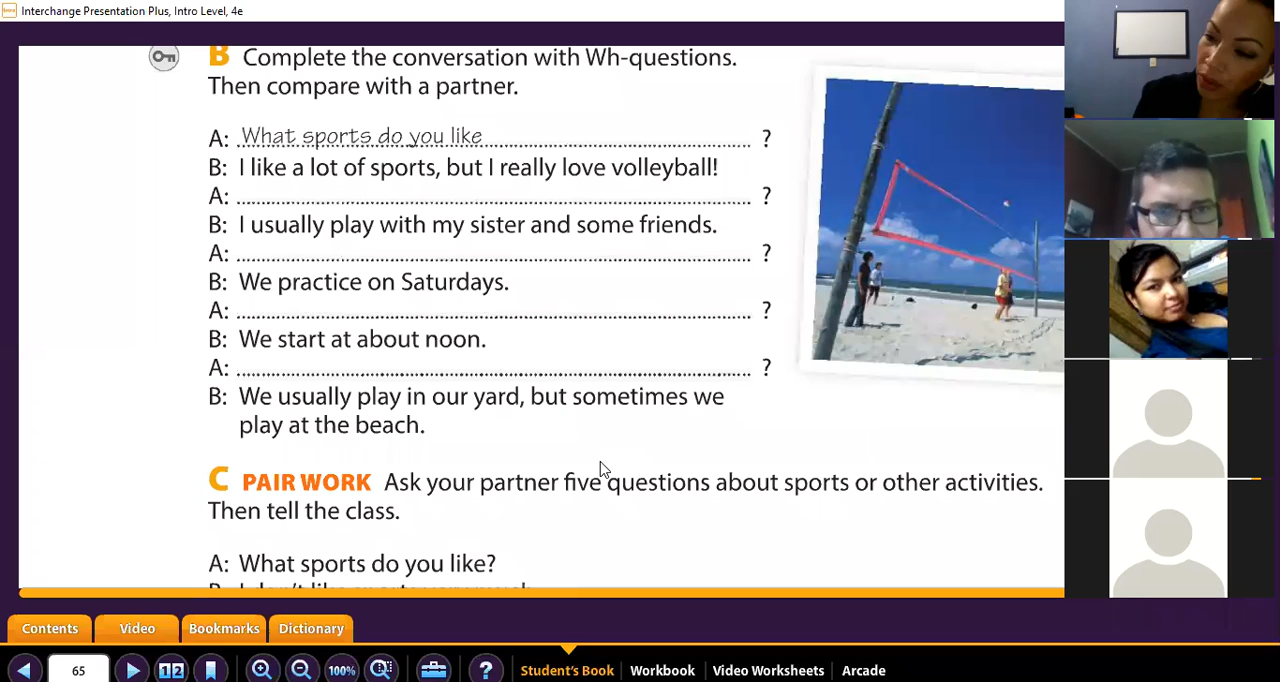 Interchange Presentation Plus, Intro Level, 4e
B Complete the conversation with Wh-questions.
Then compare with a partner.
A: What sports do you like ?
B: I like a lot of sports, but I really love volleyball!
A: ?
B: I usually play with my sister and some friends.
A: ?
B: We practice on Saturdays.
A: ?
B: We start at about noon.
A: ?
B: We usually play in our yard, but sometimes we
play at the beach.
C PAIR WORK Ask your partner five questions about sports or other activities.
Then tell the class.
A: What sports do you like?
Contents Video Bookmarks Dictionary
65 1 2 100% ? Student's Book Workbook Video Worksheets Arcade